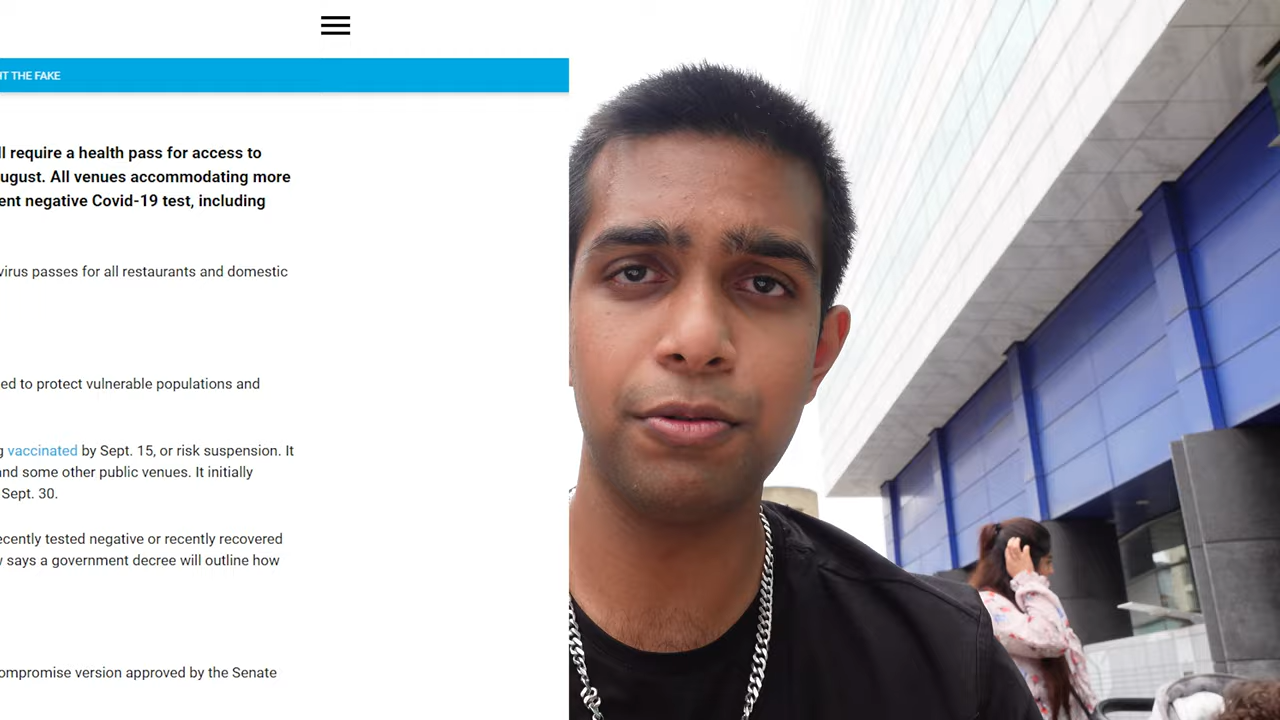 T THE FAKE
ll require a health pass for access to
ugust. All venues accommodating more
ent negative Covid-19 test, including
virus passes for all restaurants and domestic
ed to protect vulnerable populations and
g vaccinated by Sept. 15, or risk suspension. It
nd some other public venues. It initially
Sept. 30.
ecently tested negative or recently recovered
w says a government decree will outline how
ompromise version approved by the Senate